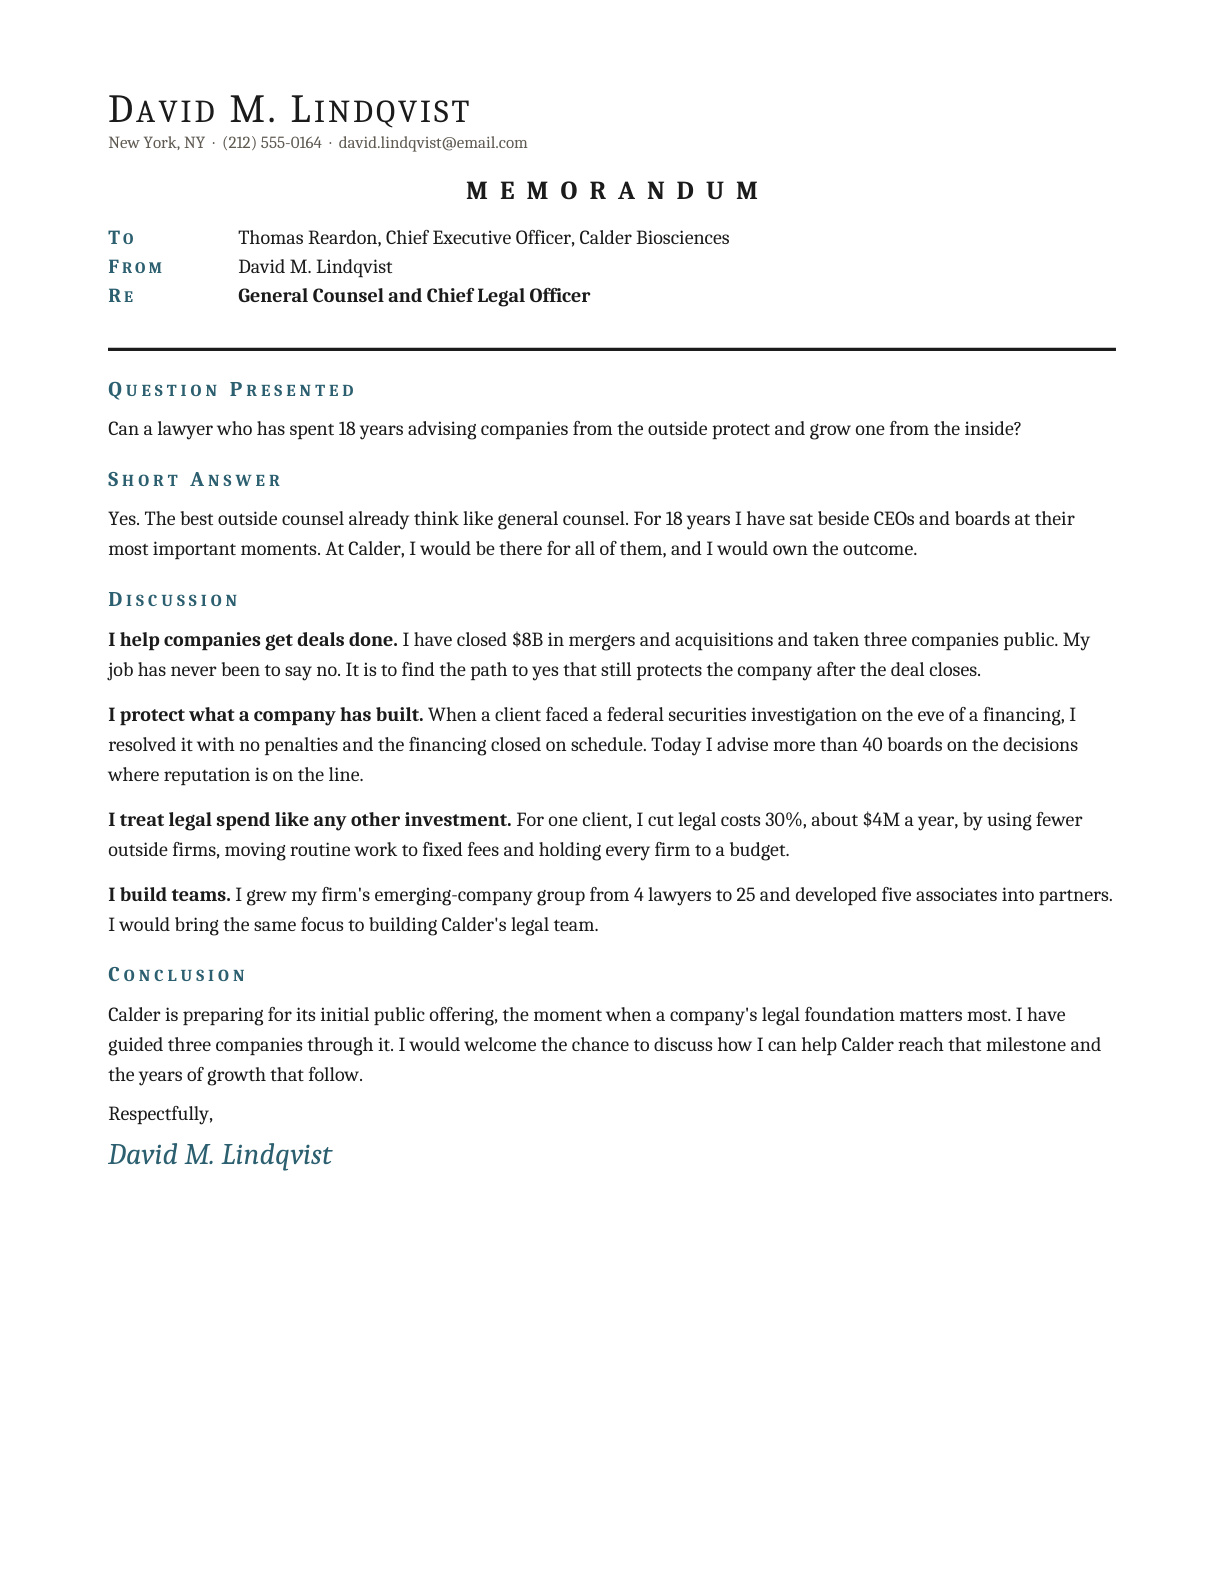 David M. Lindqvist
New York, NY · (212) 555-0164 · david.lindqvist@email.com
MEMORANDUM
To Thomas Reardon, Chief Executive Officer, Calder Biosciences
From David M. Lindqvist
Re General Counsel and Chief Legal Officer
Question Presented
Can a lawyer who has spent 18 years advising companies from the outside protect and grow one from the inside?
Short Answer
Yes. The best outside counsel already think like general counsel. For 18 years I have sat beside CEOs and boards at their
most important moments. At Calder, I would be there for all of them, and I would own the outcome.
Discussion
I help companies get deals done. I have closed $8B in mergers and acquisitions and taken three companies public. My
job has never been to say no. It is to find the path to yes that still protects the company after the deal closes.
I protect what a company has built. When a client faced a federal securities investigation on the eve of a financing, I
resolved it with no penalties and the financing closed on schedule. Today I advise more than 40 boards on the decisions
where reputation is on the line.
I treat legal spend like any other investment. For one client, I cut legal costs 30%, about $4M a year, by using fewer
outside firms, moving routine work to fixed fees and holding every firm to a budget.
I build teams. I grew my firm's emerging-company group from 4 lawyers to 25 and developed five associates into partners.
I would bring the same focus to building Calder's legal team.
Conclusion
Calder is preparing for its initial public offering, the moment when a company's legal foundation matters most. I have
guided three companies through it. I would welcome the chance to discuss how I can help Calder reach that milestone and
the years of growth that follow.
Respectfully,
David M. Lindqvist